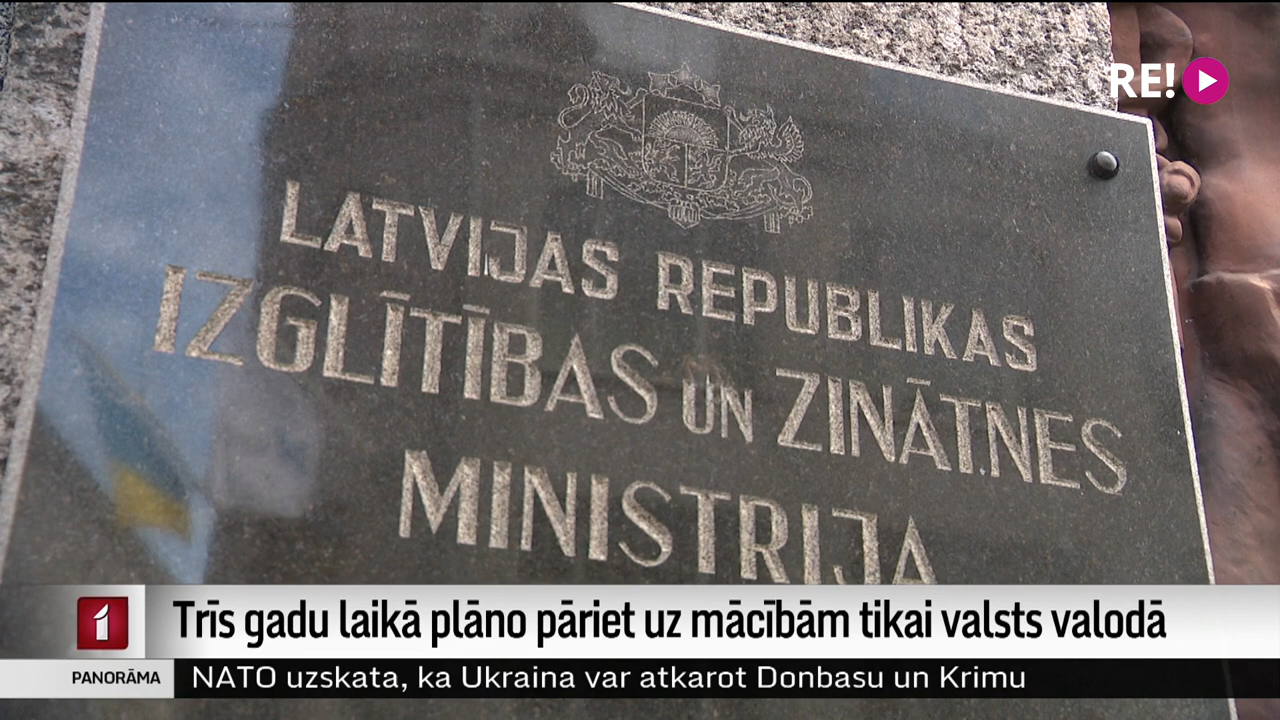 RE!
LATVIJAS REPUBLIKAS
IZGLĪTĪBAS UN ZINĀTNES
MINISTRIJA
1
Trīs gadu laikā plāno pāriet uz mācībām tikai valsts valodā
PANORĀMA
NATO uzskata, ka Ukraina var atkarot Donbasu un Krimu